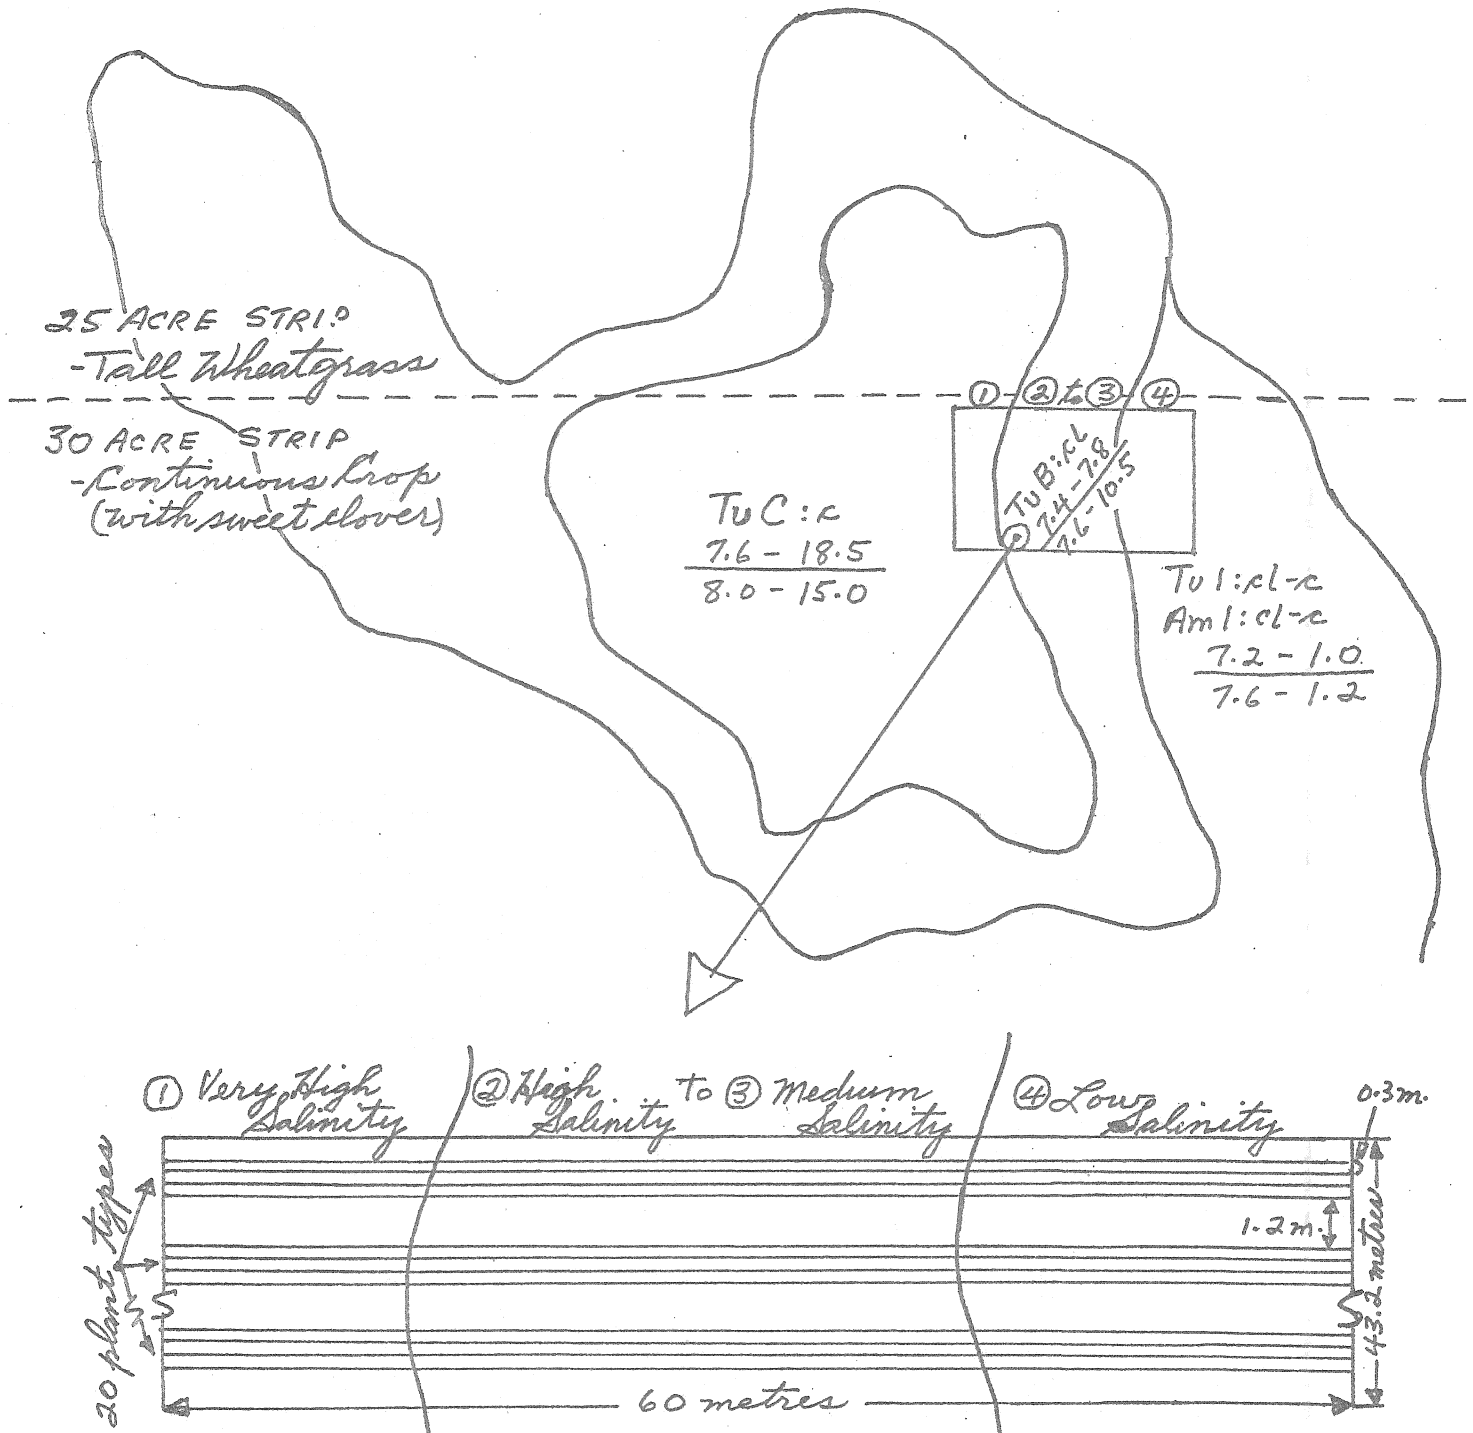 25 ACRE STRIP
- Tall Wheatgrass
① ② to ③ ④
30 ACRE STRIP
- Continuous Crop
(with sweet clover)
TuB:cl
7.4 - 7.8
7.6 - 10.5
TuC:c
7.6 - 18.5
8.0 - 15.0
Tu1:cl-c
Am1:cl-c
7.2 - 1.0
7.6 - 1.2
① Very High Salinity
② High Salinity
To ③ Medium Salinity
④ Low Salinity
0.3m.
20 plant types
1.2m.
43.2 metres
60 metres